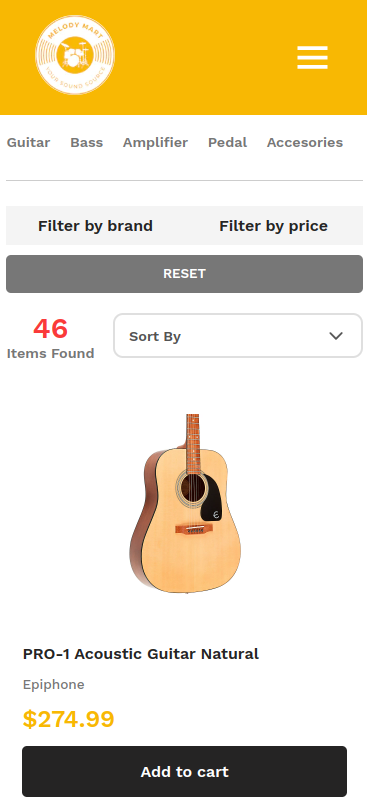 MELODY MART
YOUR SOUND SOURCE
Guitar Bass Amplifier Pedal Accesories
Filter by brand Filter by price
RESET
46
Items Found
Sort By
PRO-1 Acoustic Guitar Natural
Epiphone
$274.99
Add to cart